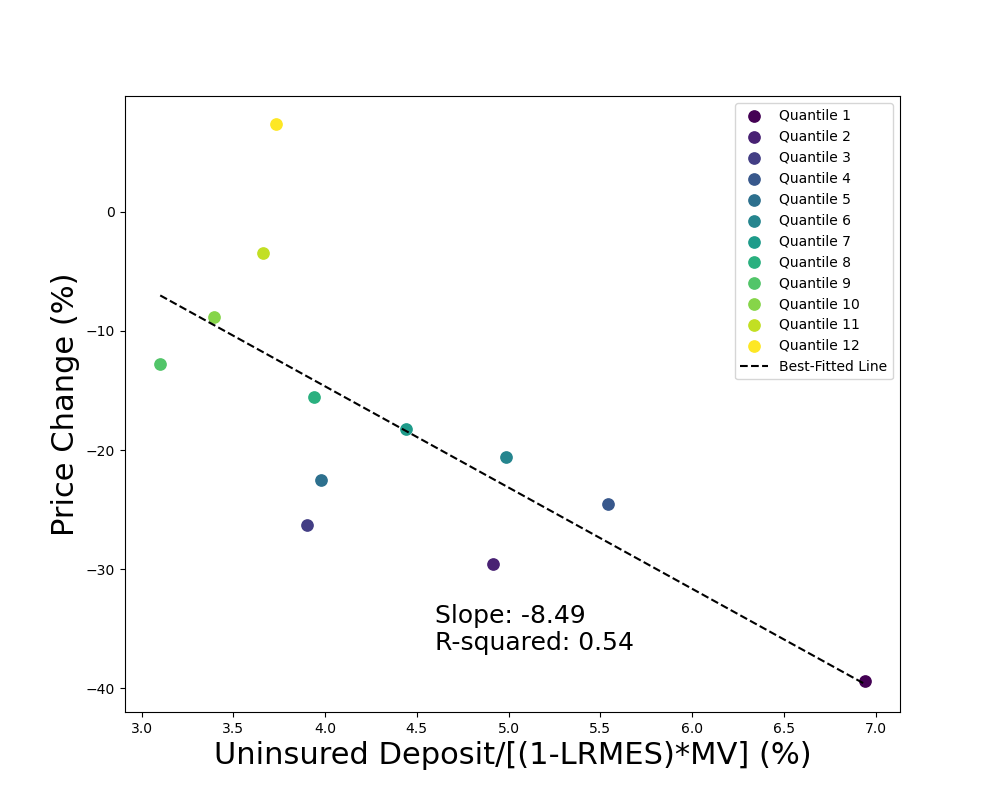 Quantile 1
Quantile 2
Quantile 3
Quantile 4
Quantile 5
Quantile 6
Quantile 7
Quantile 8
Quantile 9
Quantile 10
Quantile 11
Quantile 12
Best-Fitted Line
Price Change (%)
0
−10
−20
−30
−40
Slope: -8.49
R-squared: 0.54
3.0 3.5 4.0 4.5 5.0 5.5 6.0 6.5 7.0
Uninsured Deposit/[(1-LRMES)*MV] (%)